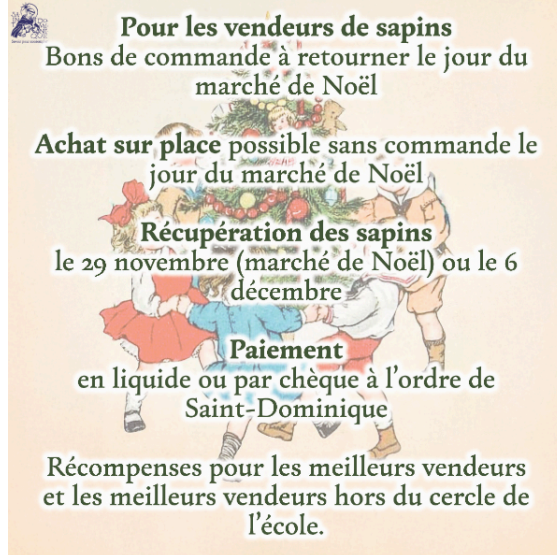 Pour les vendeurs de sapins
Bons de commande à retourner le jour du
marché de Noël
Achat sur place possible sans commande le
jour du marché de Noël
Récupération des sapins
le 29 novembre (marché de Noël) ou le 6
décembre
Paiement
en liquide ou par chèque à l'ordre de
Saint-Dominique
Récompenses pour les meilleurs vendeurs
et les meilleurs vendeurs hors du cercle de
l'école.